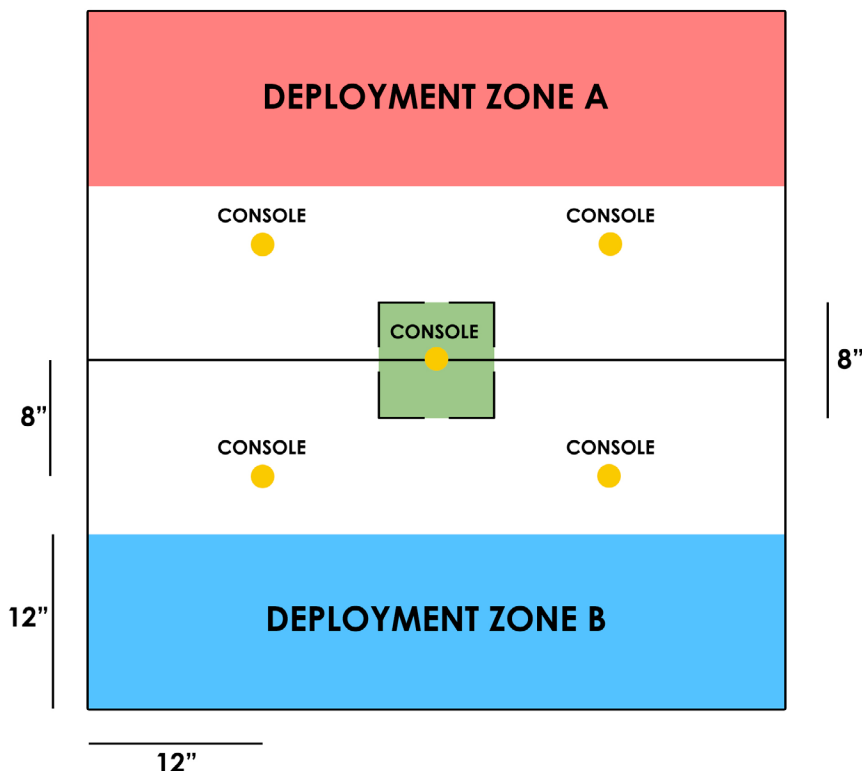 DEPLOYMENT ZONE A
CONSOLE
CONSOLE
CONSOLE
8”
8”
CONSOLE
CONSOLE
12”
DEPLOYMENT ZONE B
12”